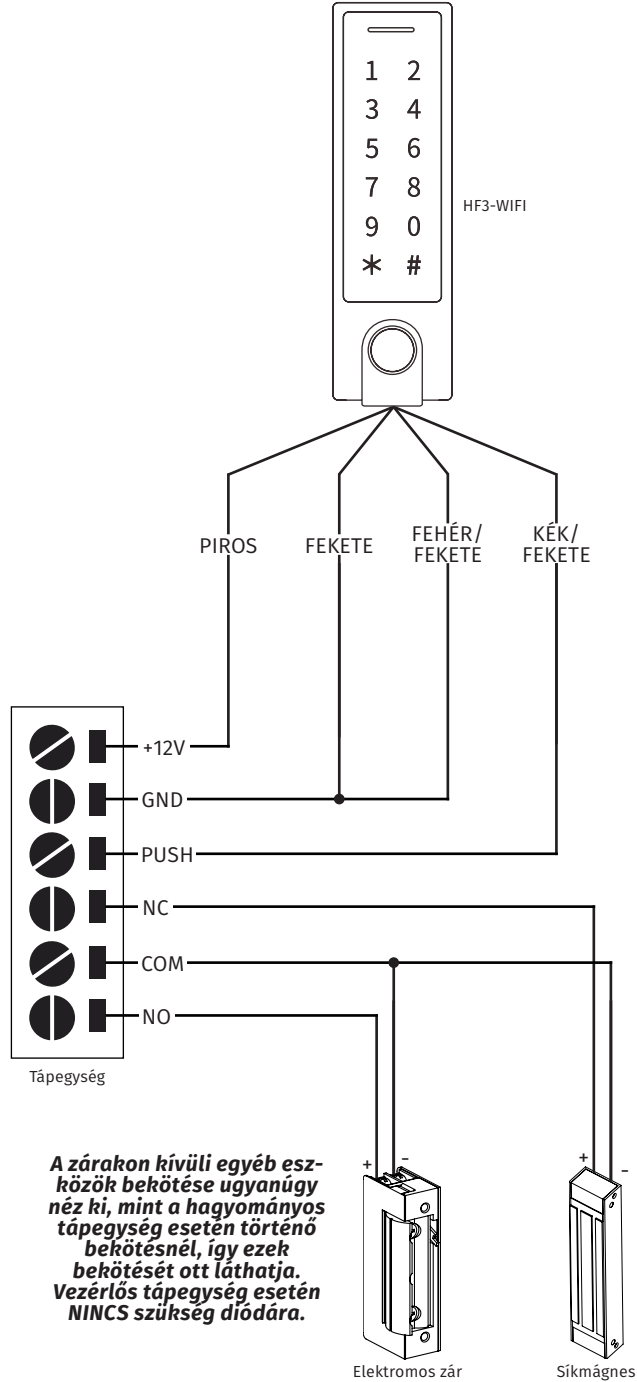 1 2
3 4
5 6
7 8
9 0
* #
HF3-WIFI
PIROS
FEKETE
FEHÉR/
FEKETE
KÉK/
FEKETE
+12V
GND
PUSH
NC
COM
NO
Tápegység
A zárakon kívüli egyéb esz-
közök bekötése ugyanúgy
néz ki, mint a hagyományos
tápegység esetén történő
bekötésnél, így ezek
bekötését ott láthatja.
Vezérlős tápegység esetén
NINCS szükség diódára.
+ -
Elektromos zár
+ -
Síkmágnes